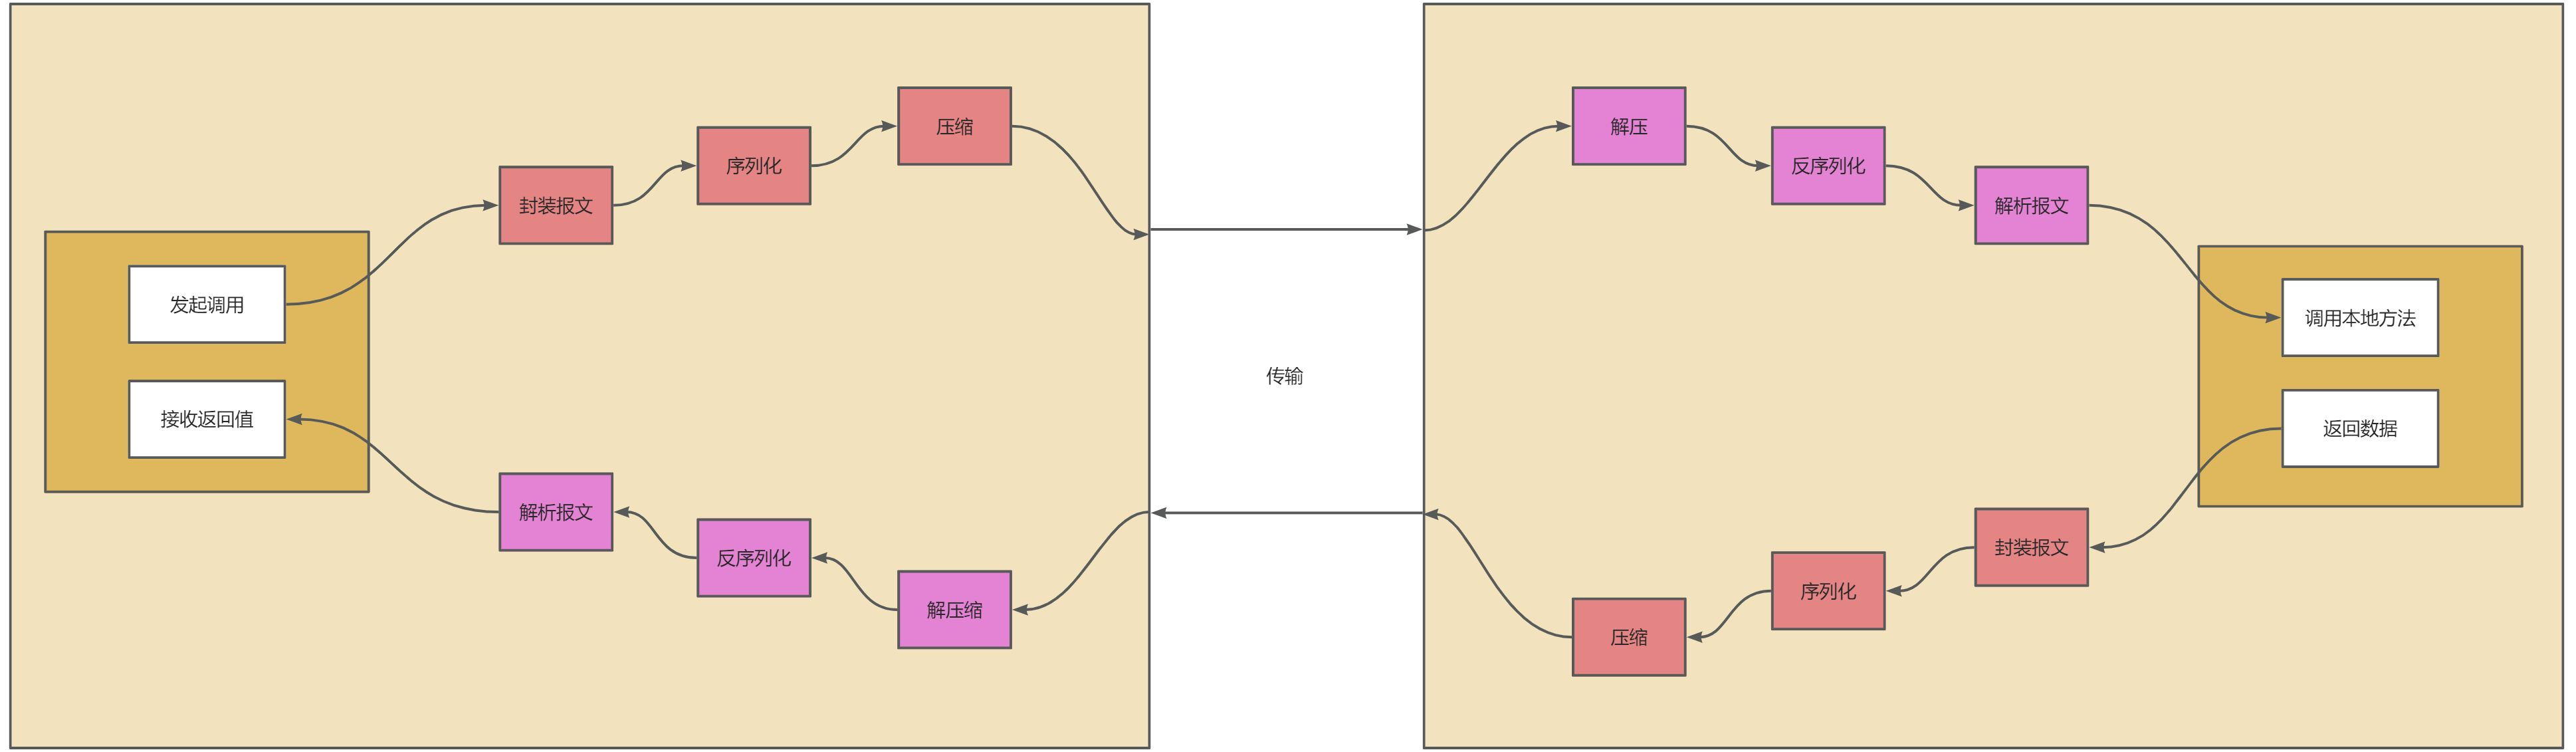 发起调用
封装报文
序列化
压缩
传输
解压
反序列化
解析报文
调用本地方法
返回数据
封装报文
序列化
压缩
解压缩
反序列化
解析报文
接收返回值